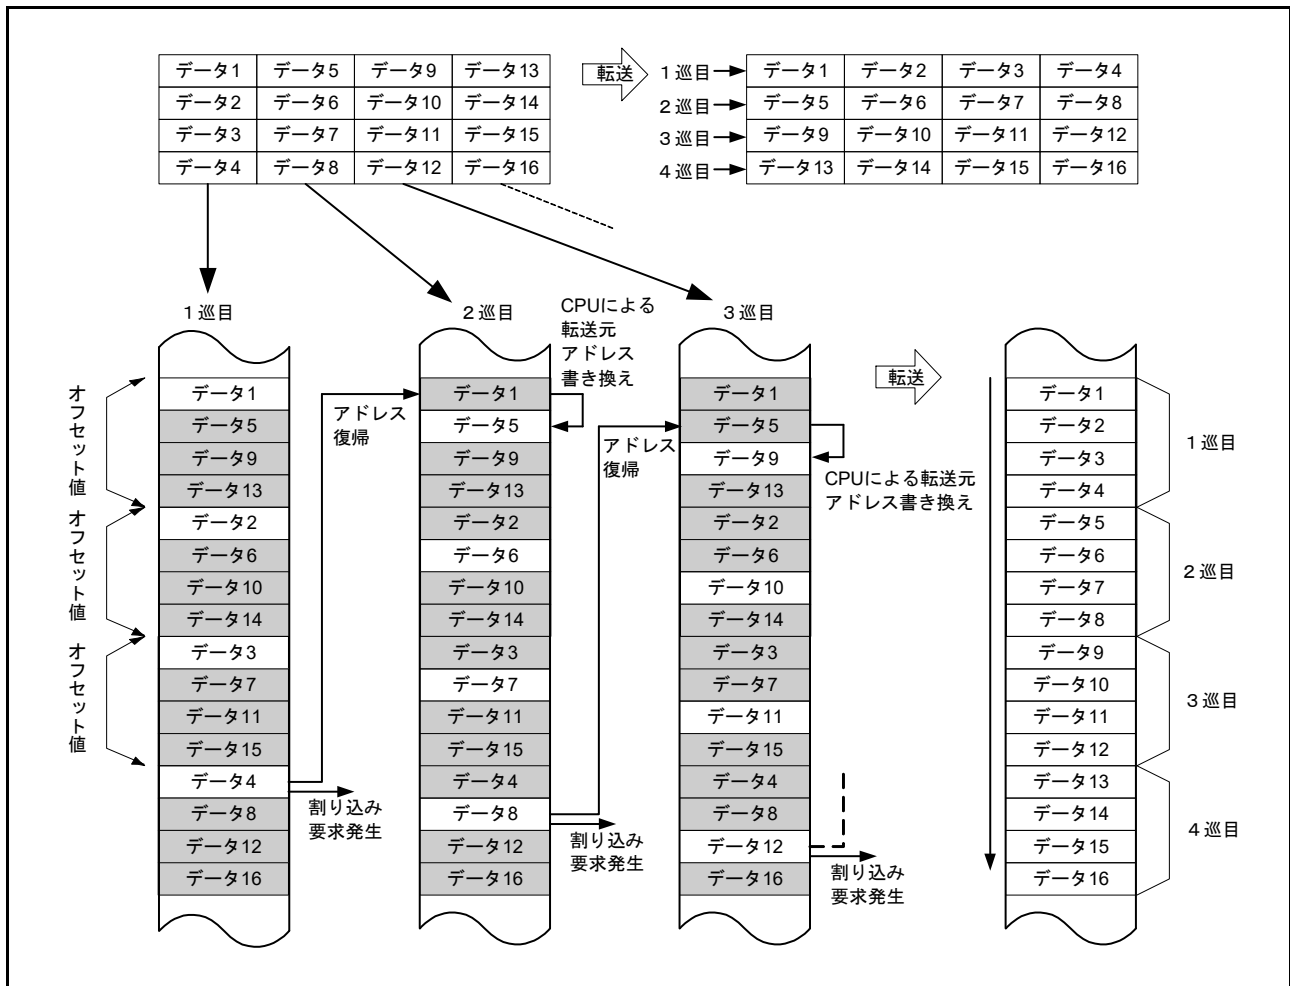 データ1 データ5 データ9 データ13
データ2 データ6 データ10 データ14
データ3 データ7 データ11 データ15
データ4 データ8 データ12 データ16
転送
1巡目 データ1 データ2 データ3 データ4
2巡目 データ5 データ6 データ7 データ8
3巡目 データ9 データ10 データ11 データ12
4巡目 データ13 データ14 データ15 データ16
1巡目
オフセット値
オフセット値
オフセット値
データ1
データ5
データ9
データ13
データ2
データ6
データ10
データ14
データ3
データ7
データ11
データ15
データ4
データ8
データ12
データ16
割り込み
要求発生
アドレス
復帰
2巡目
CPUによる
転送元
アドレス
書き換え
データ1
データ5
データ9
データ13
データ2
データ6
データ10
データ14
データ3
データ7
データ11
データ15
データ4
データ8
データ12
データ16
割り込み
要求発生
アドレス
復帰
3巡目
データ1
データ5
データ9
データ13
データ2
データ6
データ10
データ14
データ3
データ7
データ11
データ15
データ4
データ8
データ12
データ16
CPUによる転送元
アドレス書き換え
割り込み
要求発生
転送
データ1
データ2
データ3
データ4
データ5
データ6
データ7
データ8
データ9
データ10
データ11
データ12
データ13
データ14
データ15
データ16
1巡目
2巡目
3巡目
4巡目